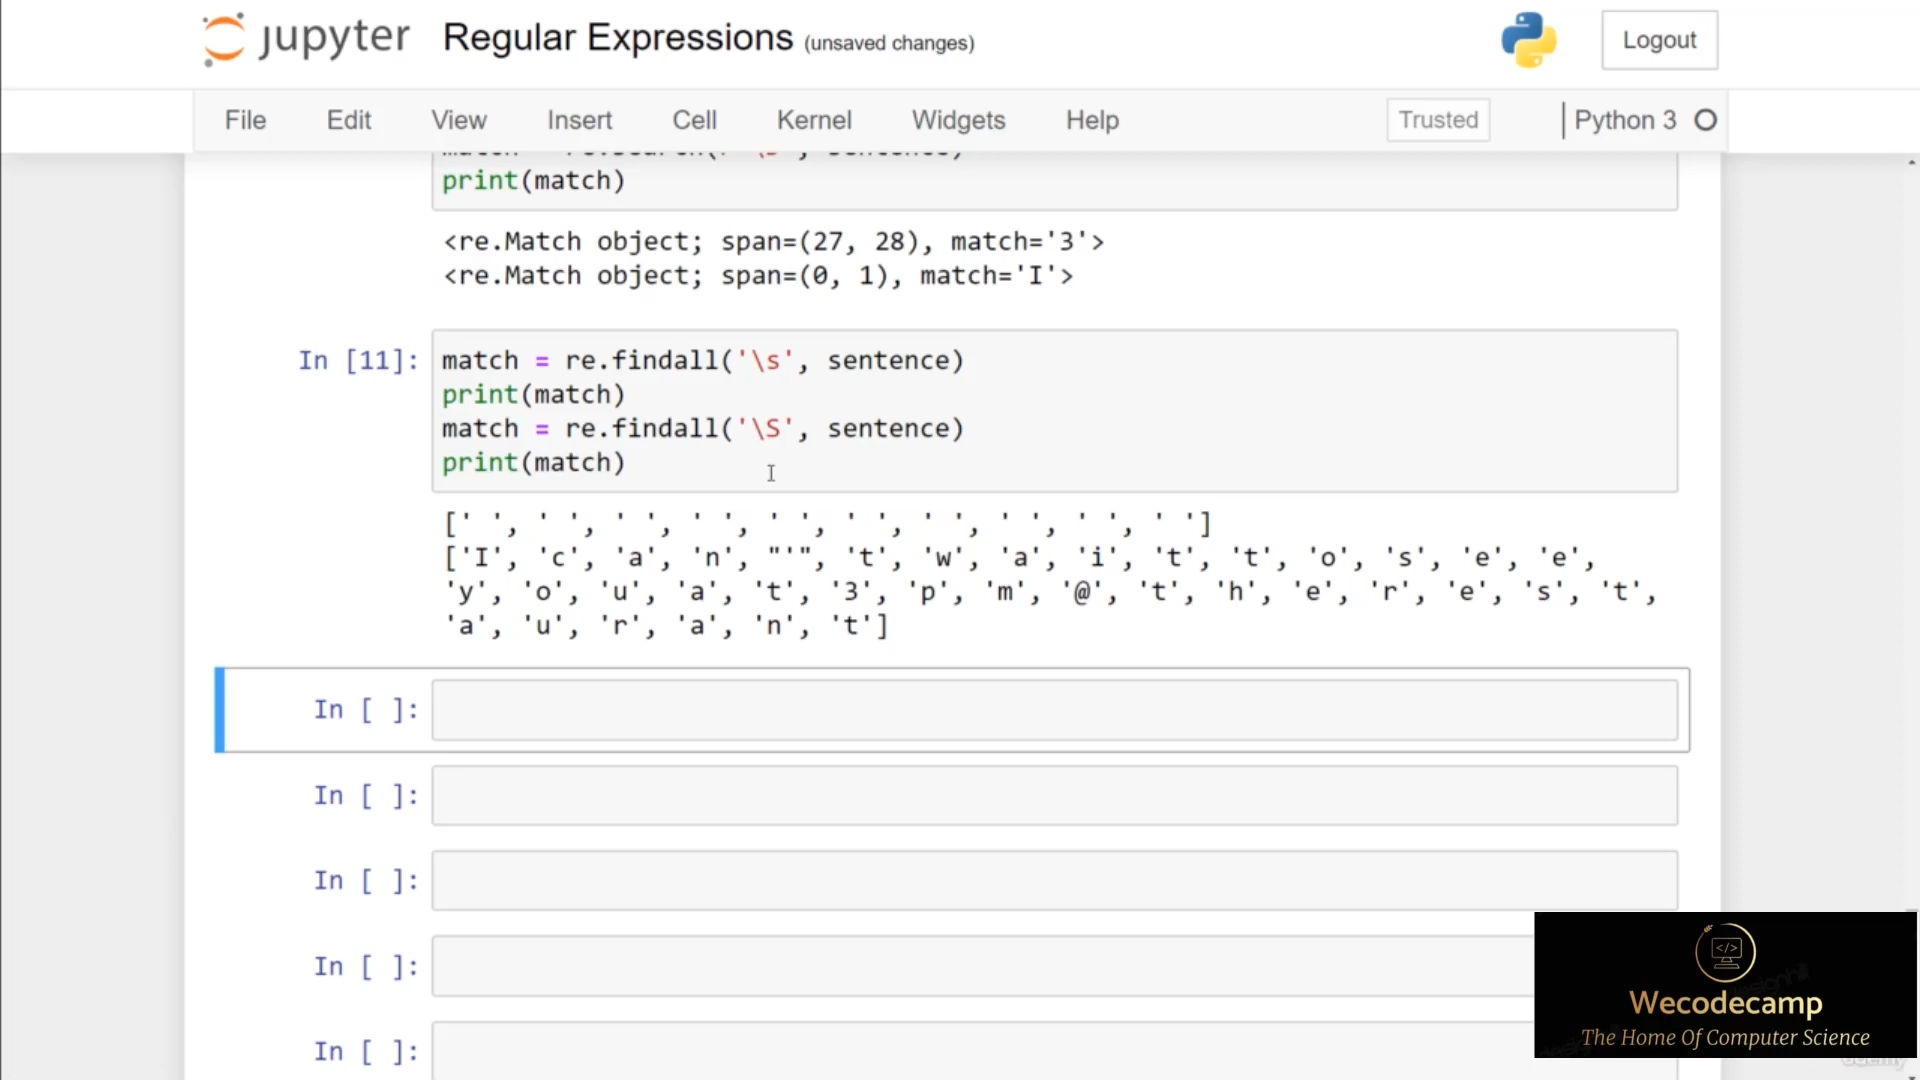 jupyter Regular Expressions (unsaved changes) Logout
File Edit View Insert Cell Kernel Widgets Help Trusted Python 3
print(match)
<re.Match object; span=(27, 28), match='3'>
<re.Match object; span=(0, 1), match='I'>
In [11]: match = re.findall('\s', sentence)
print(match)
match = re.findall('\S', sentence)
print(match)
[' ', ' ', ' ', ' ', ' ', ' ', ' ', ' ', ' ', ' ']
['I', 'c', 'a', 'n', "'", 't', 'w', 'a', 'i', 't', 't', 'o', 's', 'e', 'e',
'y', 'o', 'u', 'a', 't', '3', 'p', 'm', '@', 't', 'h', 'e', 'r', 'e', 's', 't',
'a', 'u', 'r', 'a', 'n', 't']
In [ ]:
In [ ]:
In [ ]:
In [ ]:
In [ ]:
</>
Wecodecamp
The Home Of Computer Science